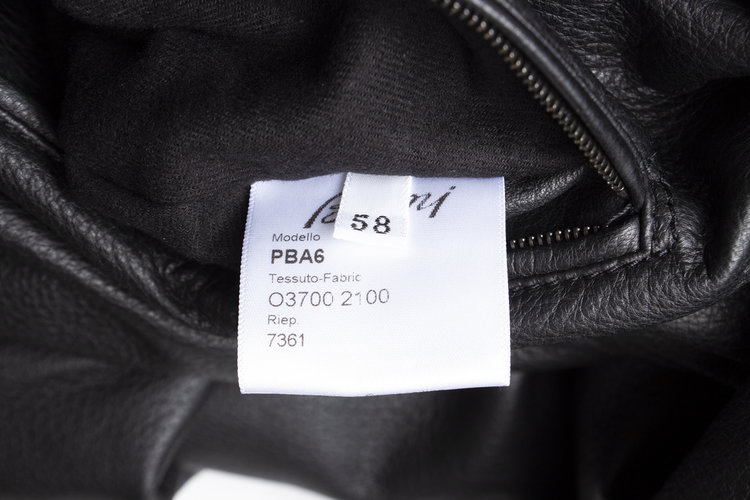 58
Modello
PBA6
Tessuto-Fabric
O3700 2100
Riep.
7361